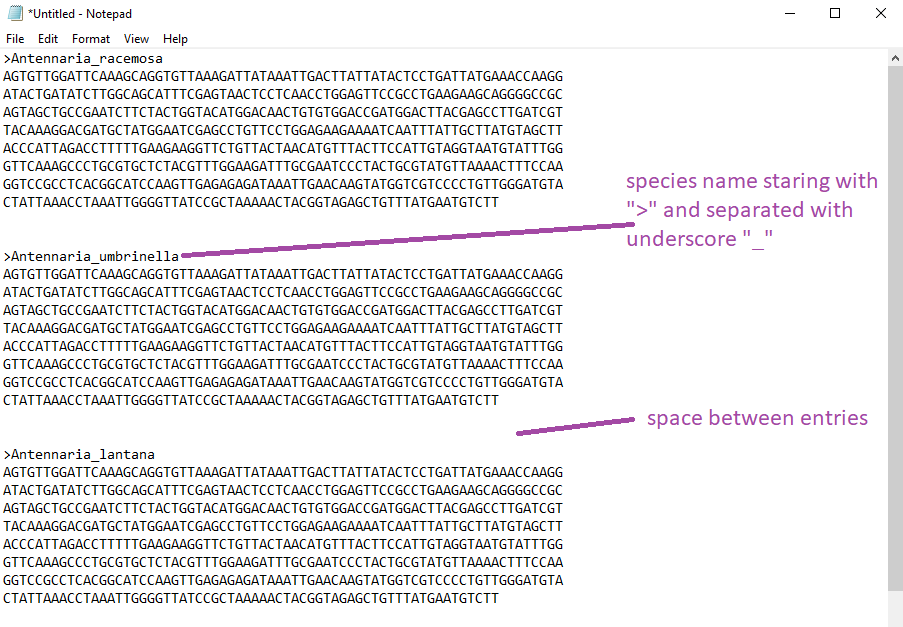 *Untitled - Notepad
File Edit Format View Help
>Antennaria_racemosa
AGTGTTGGATTCAAAGCAGGTGTTAAAGATTATAAATTGACTTATTATACTCCTGATTATGAAACCAAGG
ATACTGATATCTTGGCAGCATTTCGAGTAACTCCTCAACCTGGAGTTCCGCCTGAAGAAGCAGGGGCCGC
AGTAGCTGCCGAATCTTCTACTGGTACATGGACAACTGTGTGGACCGATGGACTTACGAGCCTTGATCGT
TACAAAGGACGATGCTATGGAATCGAGCCTGTTCCTGGAGAAGAAAATCAATTTATTGCTTATGTAGCTT
ACCCATTAGACCTTTTTGAAGAAGGTTCTGTTACTAACATGTTTACTTCCATTGTAGGTAATGTATTTGG
GTTCAAAGCCCTGCGTGCTCTACGTTTGGAAGATTTGCGAATCCCTACTGCGTATGTTAAAACTTTCCAA
GGTCCGCCTCACGGCATCCAAGTTGAGAGAGATAAATTGAACAAGTATGGTCGTCCCCTGTTGGGATGTA
CTATTAAACCTAAATTGGGGTTATCCGCTAAAAACTACGGTAGAGCTGTTTATGAATGTCTT
species name staring with
">" and separated with
underscore "_"
>Antennaria_umbrinella
AGTGTTGGATTCAAAGCAGGTGTTAAAGATTATAAATTGACTTATTATACTCCTGATTATGAAACCAAGG
ATACTGATATCTTGGCAGCATTTCGAGTAACTCCTCAACCTGGAGTTCCGCCTGAAGAAGCAGGGGCCGC
AGTAGCTGCCGAATCTTCTACTGGTACATGGACAACTGTGTGGACCGATGGACTTACGAGCCTTGATCGT
TACAAAGGACGATGCTATGGAATCGAGCCTGTTCCTGGAGAAGAAAATCAATTTATTGCTTATGTAGCTT
ACCCATTAGACCTTTTTGAAGAAGGTTCTGTTACTAACATGTTTACTTCCATTGTAGGTAATGTATTTGG
GTTCAAAGCCCTGCGTGCTCTACGTTTGGAAGATTTGCGAATCCCTACTGCGTATGTTAAAACTTTCCAA
GGTCCGCCTCACGGCATCCAAGTTGAGAGAGATAAATTGAACAAGTATGGTCGTCCCCTGTTGGGATGTA
CTATTAAACCTAAATTGGGGTTATCCGCTAAAAACTACGGTAGAGCTGTTTATGAATGTCTT
space between entries
>Antennaria_lantana
AGTGTTGGATTCAAAGCAGGTGTTAAAGATTATAAATTGACTTATTATACTCCTGATTATGAAACCAAGG
ATACTGATATCTTGGCAGCATTTCGAGTAACTCCTCAACCTGGAGTTCCGCCTGAAGAAGCAGGGGCCGC
AGTAGCTGCCGAATCTTCTACTGGTACATGGACAACTGTGTGGACCGATGGACTTACGAGCCTTGATCGT
TACAAAGGACGATGCTATGGAATCGAGCCTGTTCCTGGAGAAGAAAATCAATTTATTGCTTATGTAGCTT
ACCCATTAGACCTTTTTGAAGAAGGTTCTGTTACTAACATGTTTACTTCCATTGTAGGTAATGTATTTGG
GTTCAAAGCCCTGCGTGCTCTACGTTTGGAAGATTTGCGAATCCCTACTGCGTATGTTAAAACTTTCCAA
GGTCCGCCTCACGGCATCCAAGTTGAGAGAGATAAATTGAACAAGTATGGTCGTCCCCTGTTGGGATGTA
CTATTAAACCTAAATTGGGGTTATCCGCTAAAAACTACGGTAGAGCTGTTTATGAATGTCTT